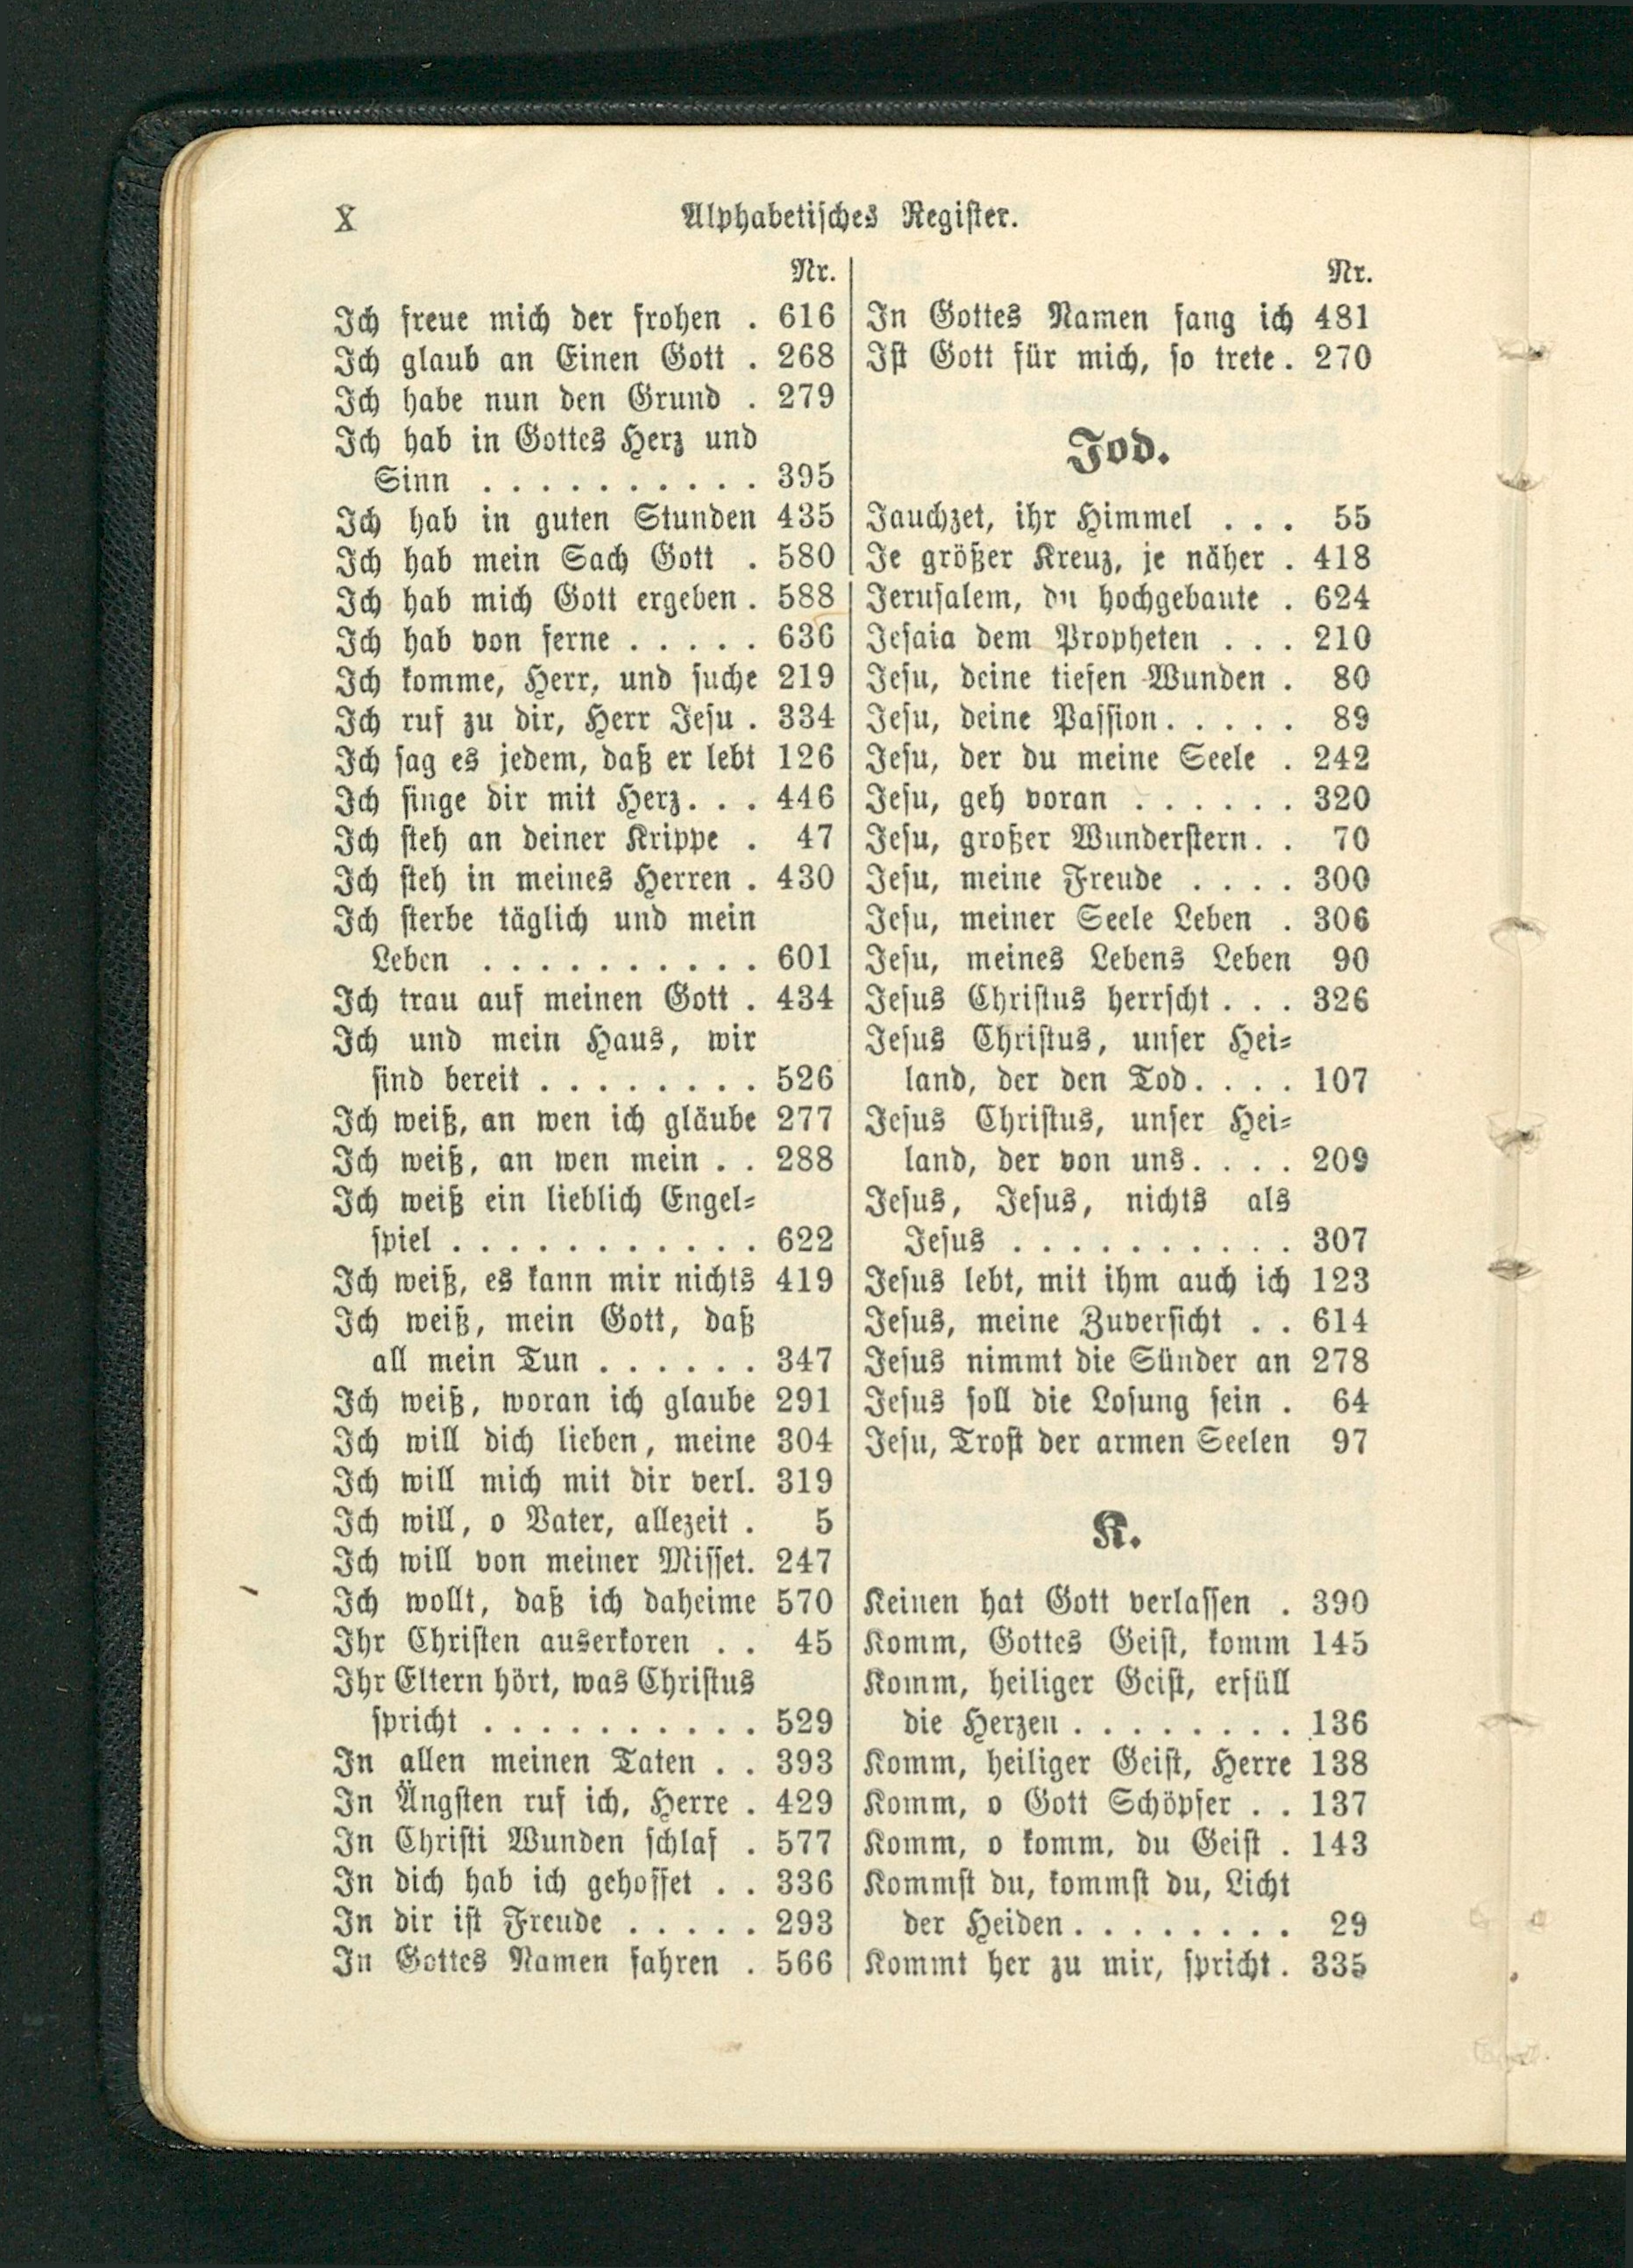 X
Alphabetisches Register.
Nr.
Ich freue mich der frohen . 616
Ich glaub an Einen Gott . 268
Ich habe nun den Grund . 279
Ich hab in Gottes Herz und
Sinn . . . . . . . . . . 395
Ich hab in guten Stunden 435
Ich hab mein Sach Gott . 580
Ich hab mich Gott ergeben . 588
Ich hab von ferne . . . . . 636
Ich komme, Herr, und suche 219
Ich ruf zu dir, Herr Jesu . 334
Ich sag es jedem, daß er lebt 126
Ich singe dir mit Herz . . . 446
Ich steh an deiner Krippe . 47
Ich steh in meines Herren . 430
Ich sterbe täglich und mein
Leben . . . . . . . . . . 601
Ich trau auf meinen Gott . 434
Ich und mein Haus, wir
sind bereit . . . . . . . . 526
Ich weiß, an wen ich gläube 277
Ich weiß, an wen mein . . 288
Ich weiß ein lieblich Engel-
spiel . . . . . . . . . . . 622
Ich weiß, es kann mir nichts 419
Ich weiß, mein Gott, daß
all mein Tun . . . . . . 347
Ich weiß, woran ich glaube 291
Ich will dich lieben, meine 304
Ich will mich mit dir verl. 319
Ich will, o Vater, allezeit . 5
Ich will von meiner Misset. 247
Ich wollt, daß ich daheime 570
Ihr Christen auserkoren . . 45
Ihr Eltern hört, was Christus
spricht . . . . . . . . . . 529
In allen meinen Taten . . 393
In Ängsten ruf ich, Herre . 429
In Christi Wunden schlaf . 577
In dich hab ich gehoffet . . 336
In dir ist Freude . . . . . 293
In Gottes Namen fahren . 566
Nr.
In Gottes Namen fang ich 481
Ist Gott für mich, so trete . 270
Jod.
Jauchzet, ihr Himmel . . . 55
Je größer Kreuz, je näher . 418
Jerusalem, du hochgebaute . 624
Jesaia dem Propheten . . . 210
Jesu, deine tiefen Wunden . 80
Jesu, deine Passion . . . . . 89
Jesu, der du meine Seele . 242
Jesu, geh voran . . . . . . 320
Jesu, großer Wunderstern . . 70
Jesu, meine Freude . . . . 300
Jesu, meiner Seele Leben . 306
Jesu, meines Lebens Leben 90
Jesus Christus herrscht . . . 326
Jesus Christus, unser Hei-
land, der den Tod . . . . 107
Jesus Christus, unser Hei-
land, der von uns . . . . 209
Jesus, Jesus, nichts als
Jesus . . . . . . . . . . 307
Jesus lebt, mit ihm auch ich 123
Jesus, meine Zuversicht . . 614
Jesus nimmt die Sünder an 278
Jesus soll die Losung sein . 64
Jesu, Trost der armen Seelen 97
K.
Keinen hat Gott verlassen . 390
Komm, Gottes Geist, komm 145
Komm, heiliger Geist, erfüll
die Herzen . . . . . . . . 136
Komm, heiliger Geist, Herre 138
Komm, o Gott Schöpfer . . 137
Komm, o komm, du Geist . 143
Kommst du, kommst du, Licht
der Heiden . . . . . . . . 29
Kommt her zu mir, spricht . 335